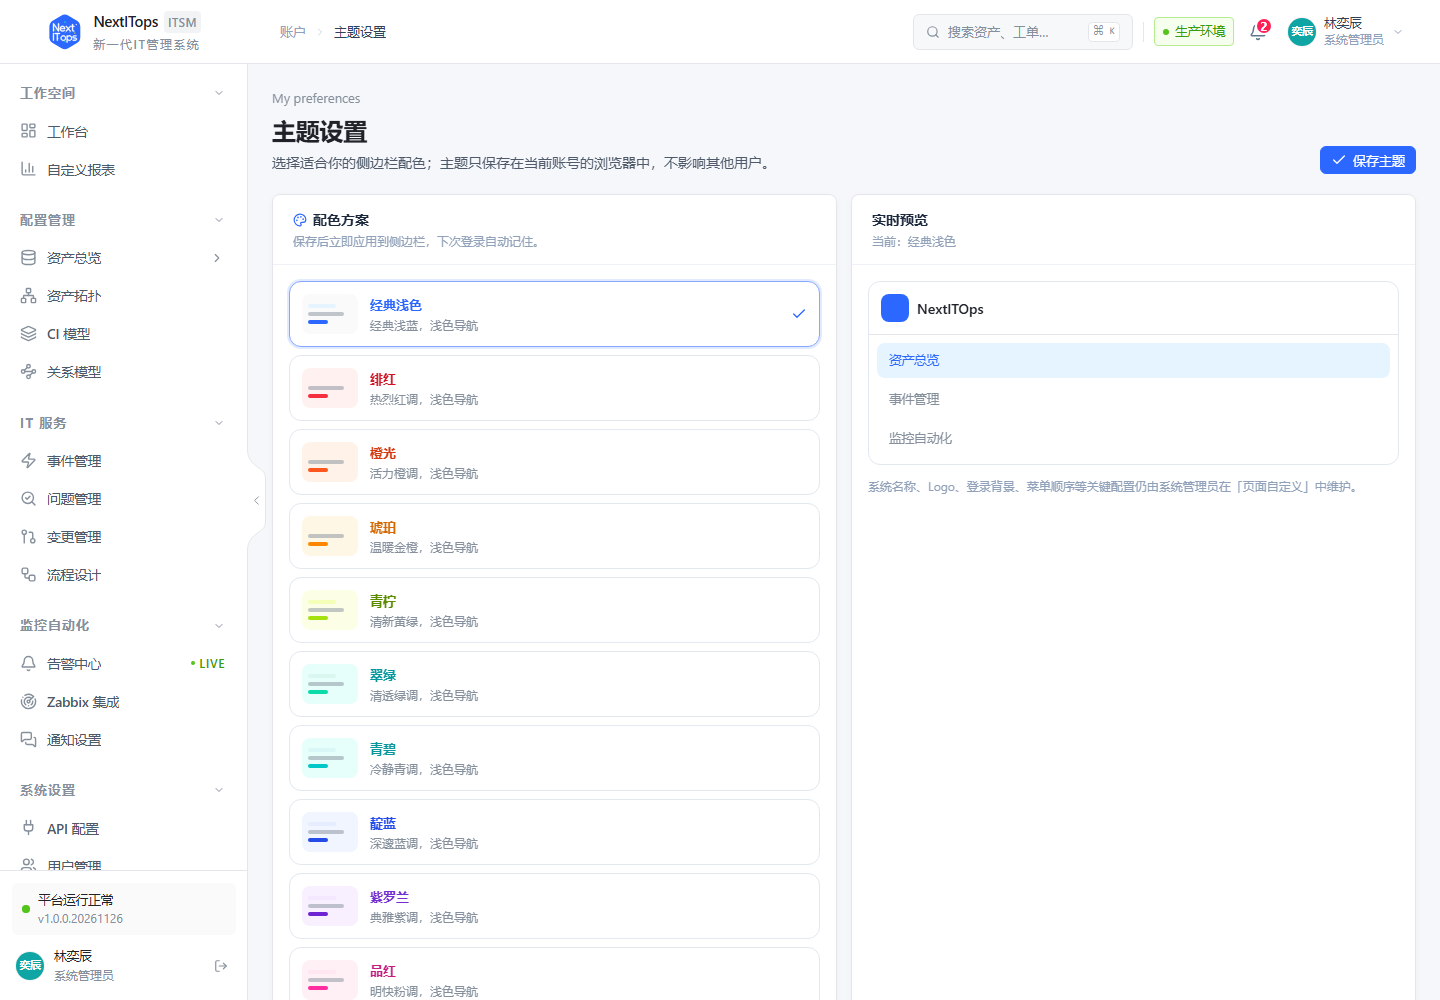 Next ITops
NextITops ITSM
新一代IT管理系统
账户 > 主题设置
搜索资产、工单... ⌘ K
生产环境
2
奕辰
林奕辰
系统管理员
工作空间
工作台
自定义报表
配置管理
资产总览
资产拓扑
CI 模型
关系模型
IT 服务
事件管理
问题管理
变更管理
流程设计
监控自动化
告警中心 LIVE
Zabbix 集成
通知设置
系统设置
API 配置
用户管理
平台运行正常
v1.0.0.20261126
奕辰
林奕辰
系统管理员
My preferences
主题设置
选择适合你的侧边栏配色；主题只保存在当前账号的浏览器中，不影响其他用户。
保存主题
配色方案
保存后立即应用到侧边栏，下次登录自动记住。
经典浅色
经典浅蓝，浅色导航
绯红
热烈红调，浅色导航
橙光
活力橙调，浅色导航
琥珀
温暖金橙，浅色导航
青柠
清新黄绿，浅色导航
翠绿
清透绿调，浅色导航
青碧
冷静青调，浅色导航
靛蓝
深邃蓝调，浅色导航
紫罗兰
典雅紫调，浅色导航
品红
明快粉调，浅色导航
实时预览
当前：经典浅色
NextITOps
资产总览
事件管理
监控自动化
系统名称、Logo、登录背景、菜单顺序等关键配置仍由系统管理员在「页面自定义」中维护。